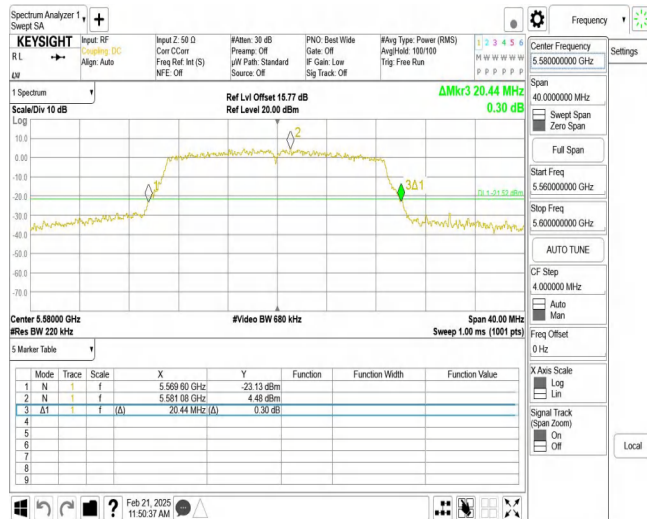 Spectrum Analyzer 1
Swept SA
+
Frequency
KEYSIGHT
RL
Input: RF
Coupling: DC
Align: Auto
Input Z: 50 Ω
Corr CCorr
Freq Ref: Int (S)
NFE: Off
#Atten: 30 dB
Preamp: Off
µW Path: Standard
Source: Off
PNO: Best Wide
Gate: Off
IF Gain: Low
Sig Track: Off
#Avg Type: Power (RMS)
Avg|Hold: 100/100
Trig: Free Run
1 2 3 4 5 6
M W W W W W
P P P P P P
1 Spectrum
Scale/Div 10 dB
Ref Lvl Offset 15.77 dB
Ref Level 20.00 dBm
ΔMkr3 20.44 MHz
0.30 dB
Log
10.0
0.00
-10.0
-20.0
-30.0
-40.0
-50.0
-60.0
-70.0
1
2
3Δ1
Center 5.58000 GHz
#Res BW 220 kHz
#Video BW 680 kHz
Span 40.00 MHz
Sweep 1.00 ms (1001 pts)
5 Marker Table
Mode Trace Scale X Y Function Function Width Function Value
1 N 1 f 5.569 60 GHz -23.13 dBm
2 N 1 f 5.581 08 GHz 4.48 dBm
3 Δ1 1 f (Δ) 20.44 MHz (Δ) 0.30 dB
4
5
6
7
8
9
?
Feb 21, 2025
11:50:37 AM
Center Frequency
5.580000000 GHz
Settings
Span
40.0000000 MHz
Swept Span
Zero Span
Full Span
Start Freq
5.560000000 GHz
Stop Freq
5.600000000 GHz
AUTO TUNE
CF Step
4.000000 MHz
Auto
Man
Freq Offset
0 Hz
X Axis Scale
Log
Lin
Signal Track
(Span Zoom)
On
Off
Local